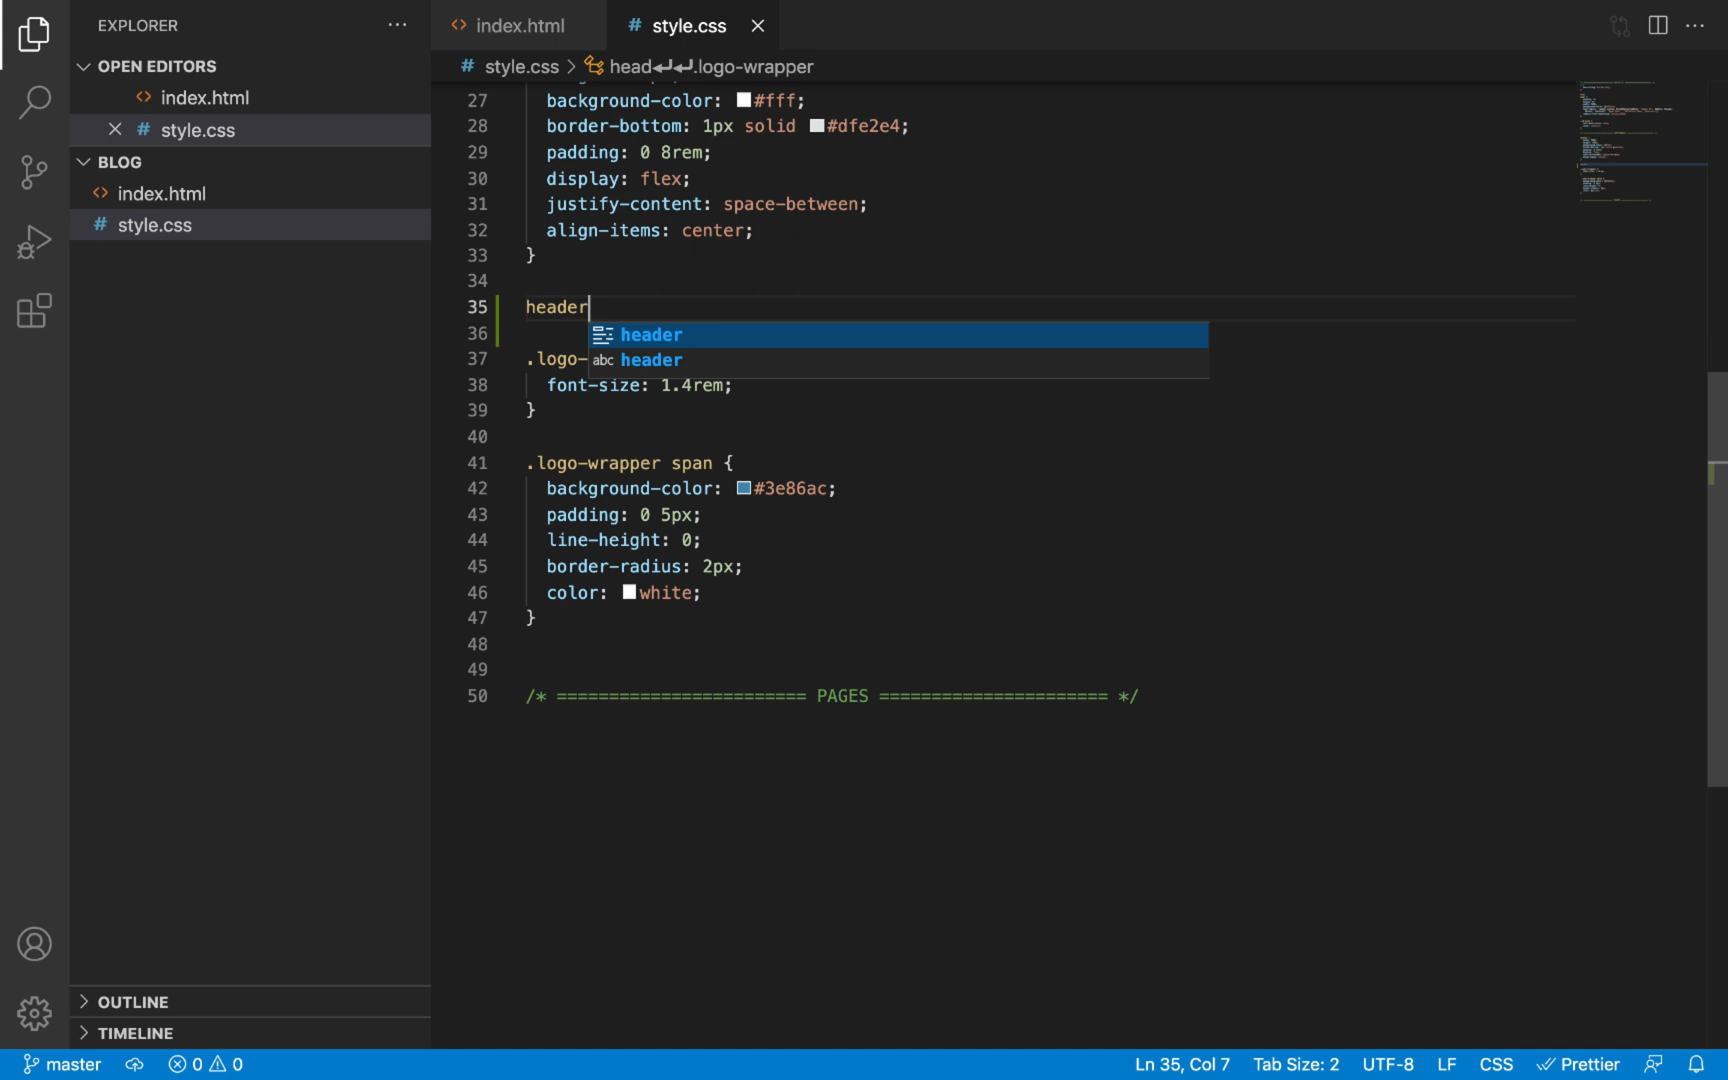 EXPLORER
OPEN EDITORS
index.html
style.css
BLOG
index.html
style.css
OUTLINE
TIMELINE
index.html
# style.css
# style.css > head↵↵.logo-wrapper
27 background-color: #fff;
28 border-bottom: 1px solid #dfe2e4;
29 padding: 0 8rem;
30 display: flex;
31 justify-content: space-between;
32 align-items: center;
33 }
34
35 header
header
abc header
36
37 .logo-
38 font-size: 1.4rem;
39 }
40
41 .logo-wrapper span {
42 background-color: #3e86ac;
43 padding: 0 5px;
44 line-height: 0;
45 border-radius: 2px;
46 color: white;
47 }
48
49
50 /* ======================== PAGES ====================== */
master 0 0 Ln 35, Col 7 Tab Size: 2 UTF-8 LF CSS Prettier